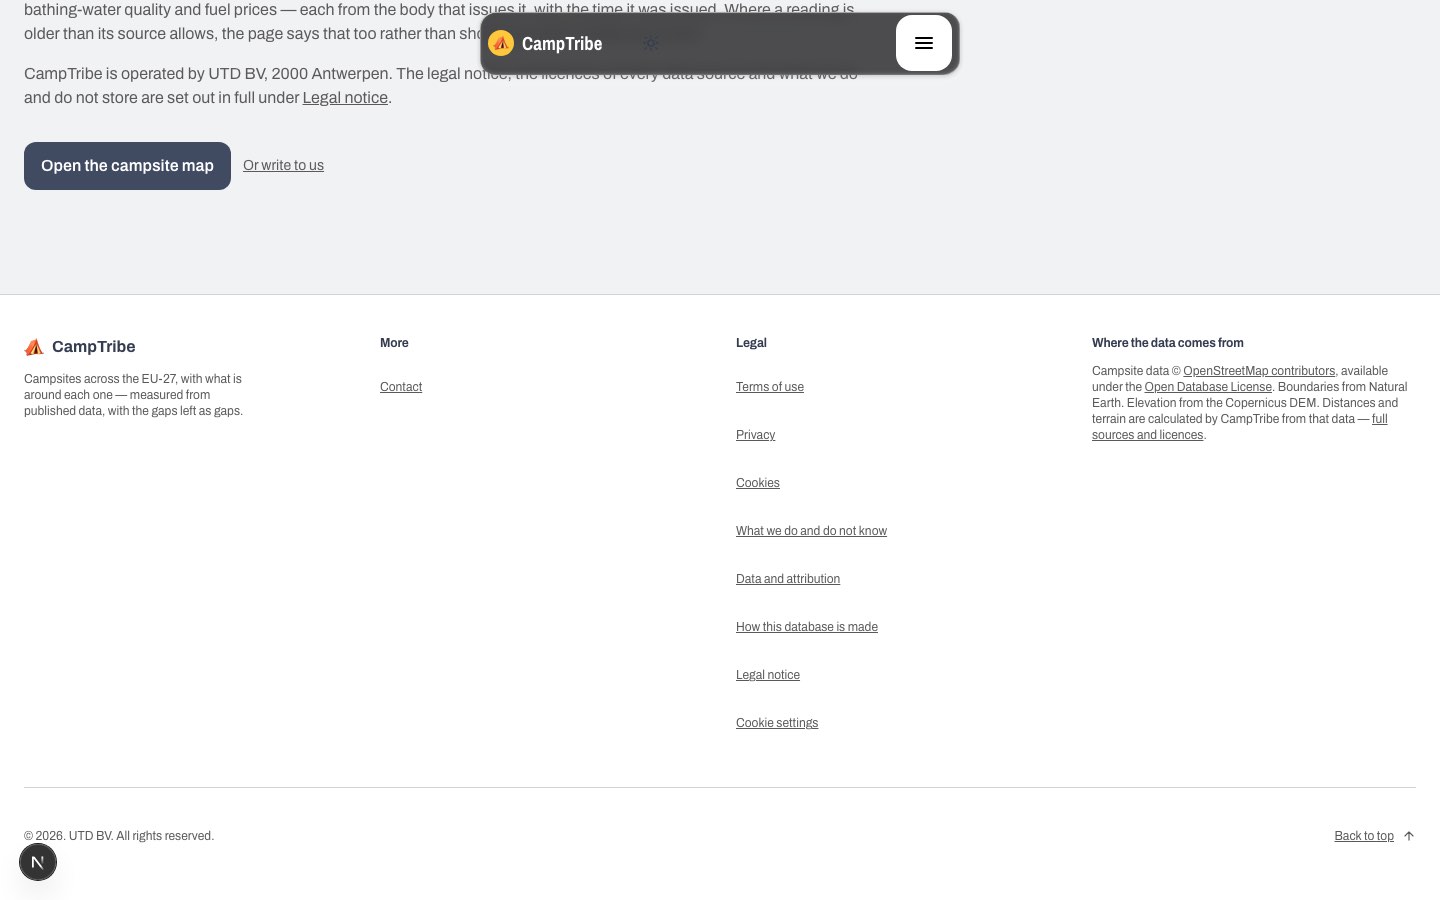 bathing-water quality and fuel prices — each from the body that issues it, with the time it was issued. Where a reading is
older than its source allows, the page says that too rather than
CampTribe
CampTribe is operated by UTD BV, 2000 Antwerpen. The legal notice, the licences of every data source and what we do
and do not store are set out in full under Legal notice.
Open the campsite map
Or write to us
CampTribe
Campsites across the EU-27, with what is
around each one — measured from
published data, with the gaps left as gaps.
More
Contact
Legal
Terms of use
Privacy
Cookies
What we do and do not know
Data and attribution
How this database is made
Legal notice
Cookie settings
Where the data comes from
Campsite data © OpenStreetMap contributors, available
under the Open Database License. Boundaries from Natural
Earth. Elevation from the Copernicus DEM. Distances and
terrain are calculated by CampTribe from that data — full
sources and licences.
© 2026. UTD BV. All rights reserved.
Back to top
N